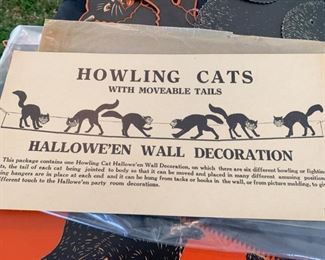 HOWLING CATS
WITH MOVEABLE TAILS
HALLOWE'EN WALL DECORATION
This package contains one Howling Cat Hallowe'en Wall Decoration, on which there are six different howling or fighting
the tail of each cat being jointed to body so that it can be moved and placed in many different amusing
hangers are in place at each end and it can be hung from tacks or hooks in the wall, or from picture molding, to
different touch to the Hallowe'en party room decorations.